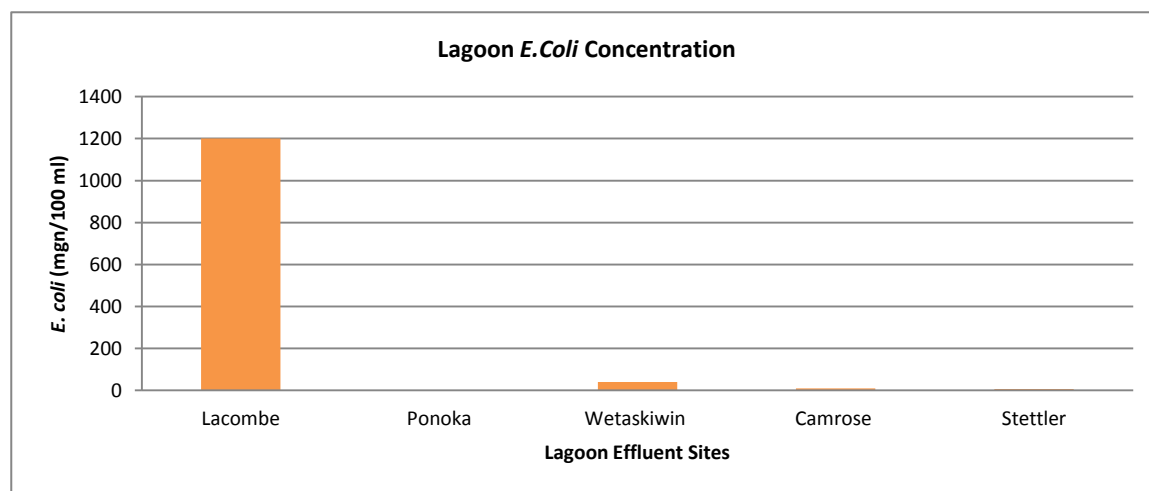 Lagoon E.Coli Concentration
E. coli (mgn/100 ml)
1400
1200
1000
800
600
400
200
0
Lacombe Ponoka Wetaskiwin Camrose Stettler
Lagoon Effluent Sites